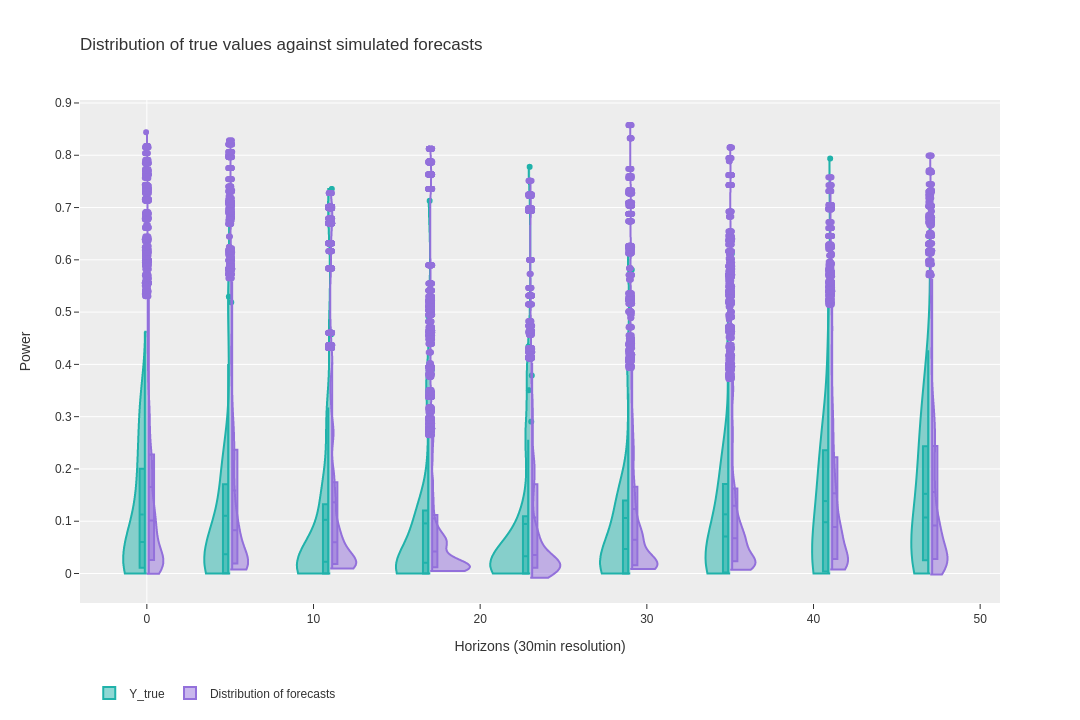 Distribution of true values against simulated forecasts
0.9
0.8
0.7
0.6
0.5
0.4
0.3
0.2
0.1
0
Power
0 10 20 30 40 50
Horizons (30min resolution)
Y_true Distribution of forecasts